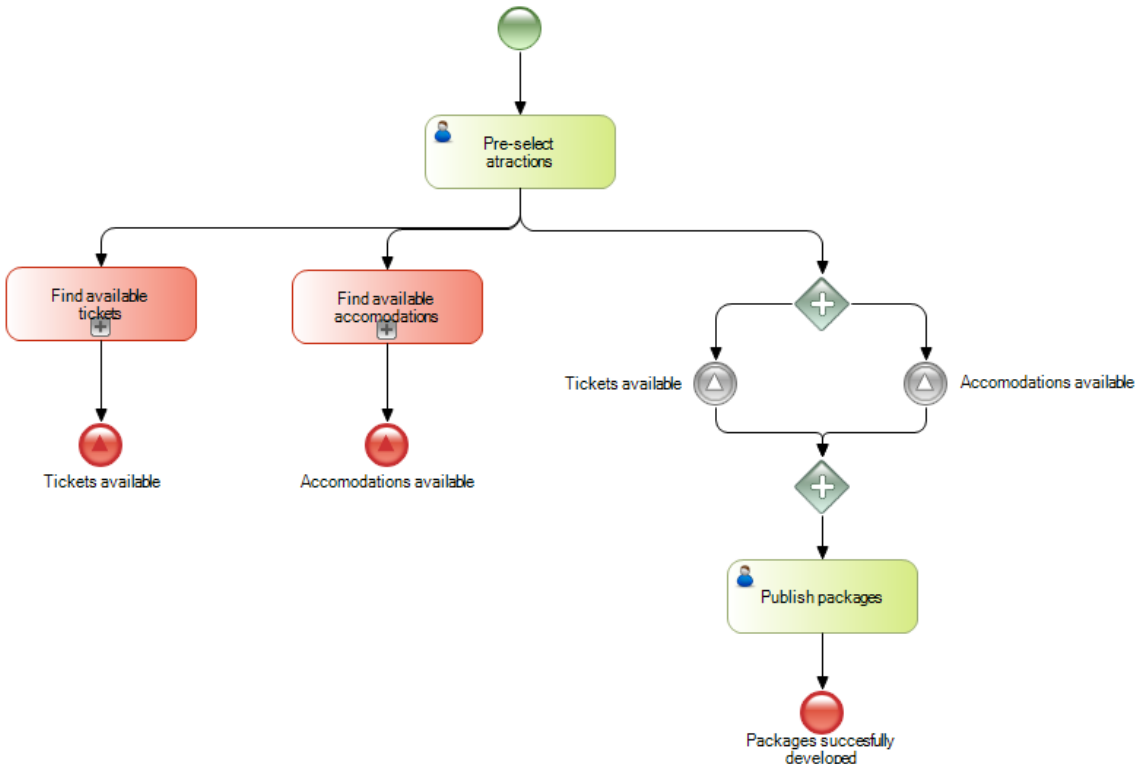 Pre-select
atractions
Find available
tickets
Find available
accomodations
Tickets available
Accomodations available
Tickets available
Accomodations available
Publish packages
Packages succesfully
developed